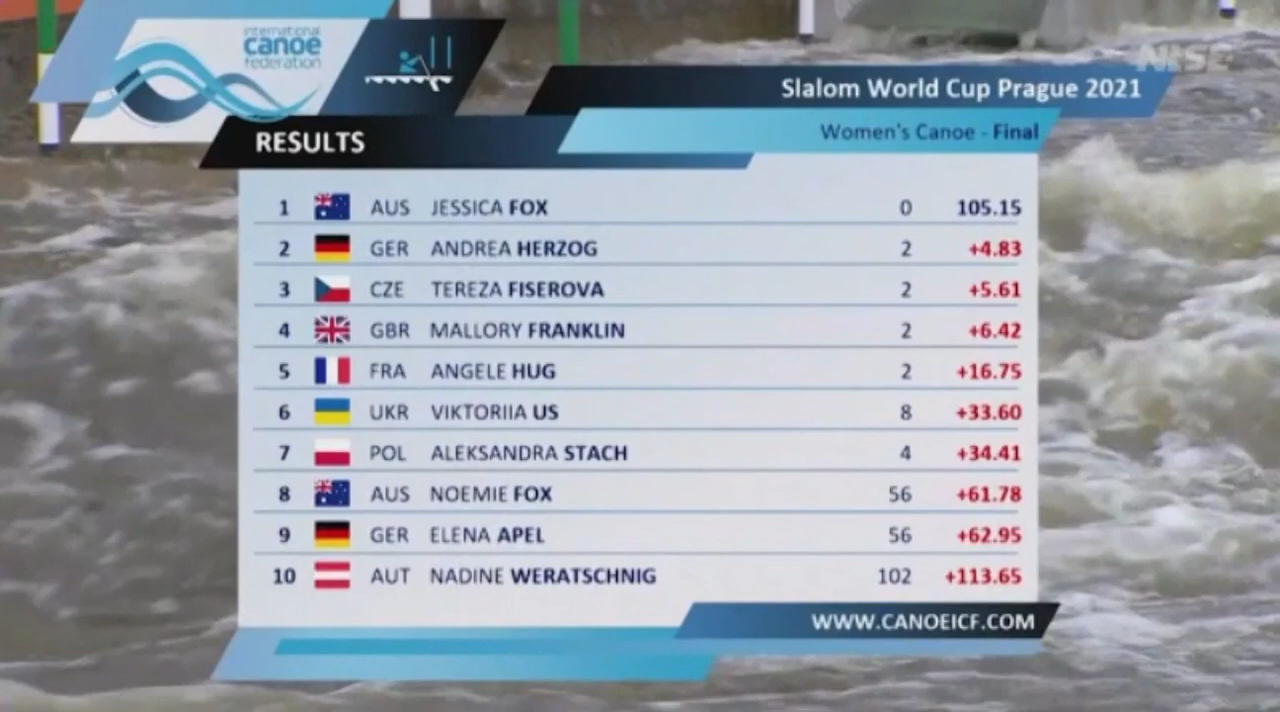 international
canoe
federation
Slalom World Cup Prague 2021
Women's Canoe - Final
RESULTS
1 AUS JESSICA FOX 0 105.15
2 GER ANDREA HERZOG 2 +4.83
3 CZE TEREZA FISEROVA 2 +5.61
4 GBR MALLORY FRANKLIN 2 +6.42
5 FRA ANGELE HUG 2 +16.75
6 UKR VIKTORIIA US 8 +33.60
7 POL ALEKSANDRA STACH 4 +34.41
8 AUS NOEMIE FOX 56 +61.78
9 GER ELENA APEL 56 +62.95
10 AUT NADINE WERATSCHNIG 102 +113.65
WWW.CANOEICF.COM